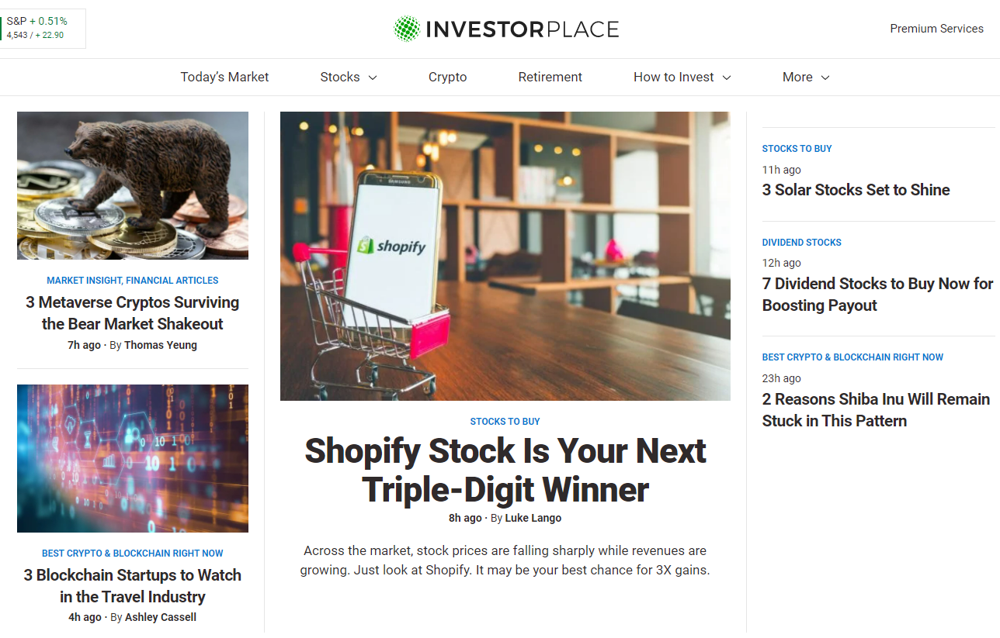 S&P + 0.51%
4,543 / + 22.90
INVESTORPLACE
Premium Services
Today’s Market
Stocks
Crypto
Retirement
How to Invest
More
MARKET INSIGHT, FINANCIAL ARTICLES
3 Metaverse Cryptos Surviving
the Bear Market Shakeout
7h ago · By Thomas Yeung
10 1 0
10 1 0
BEST CRYPTO & BLOCKCHAIN RIGHT NOW
3 Blockchain Startups to Watch
in the Travel Industry
4h ago · By Ashley Cassell
SAMSUNG
shopify
STOCKS TO BUY
Shopify Stock Is Your Next
Triple-Digit Winner
8h ago · By Luke Lango
Across the market, stock prices are falling sharply while revenues are
growing. Just look at Shopify. It may be your best chance for 3X gains.
STOCKS TO BUY
11h ago
3 Solar Stocks Set to Shine
DIVIDEND STOCKS
12h ago
7 Dividend Stocks to Buy Now for
Boosting Payout
BEST CRYPTO & BLOCKCHAIN RIGHT NOW
23h ago
2 Reasons Shiba Inu Will Remain
Stuck in This Pattern